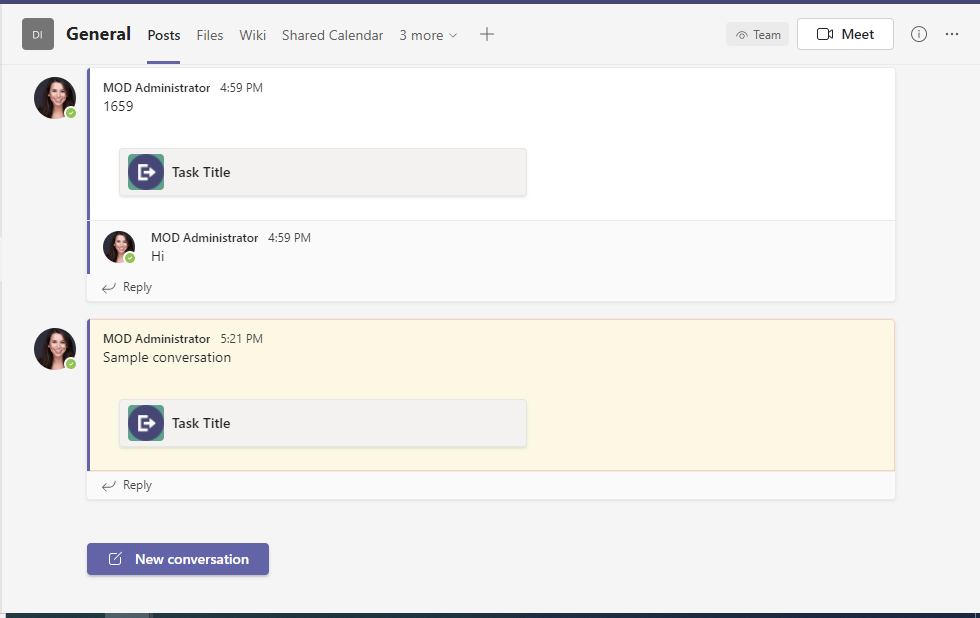 DI General Posts Files Wiki Shared Calendar 3 more Team Meet
MOD Administrator 4:59 PM
1659
Task Title
MOD Administrator 4:59 PM
Hi
Reply
MOD Administrator 5:21 PM
Sample conversation
Task Title
Reply
New conversation